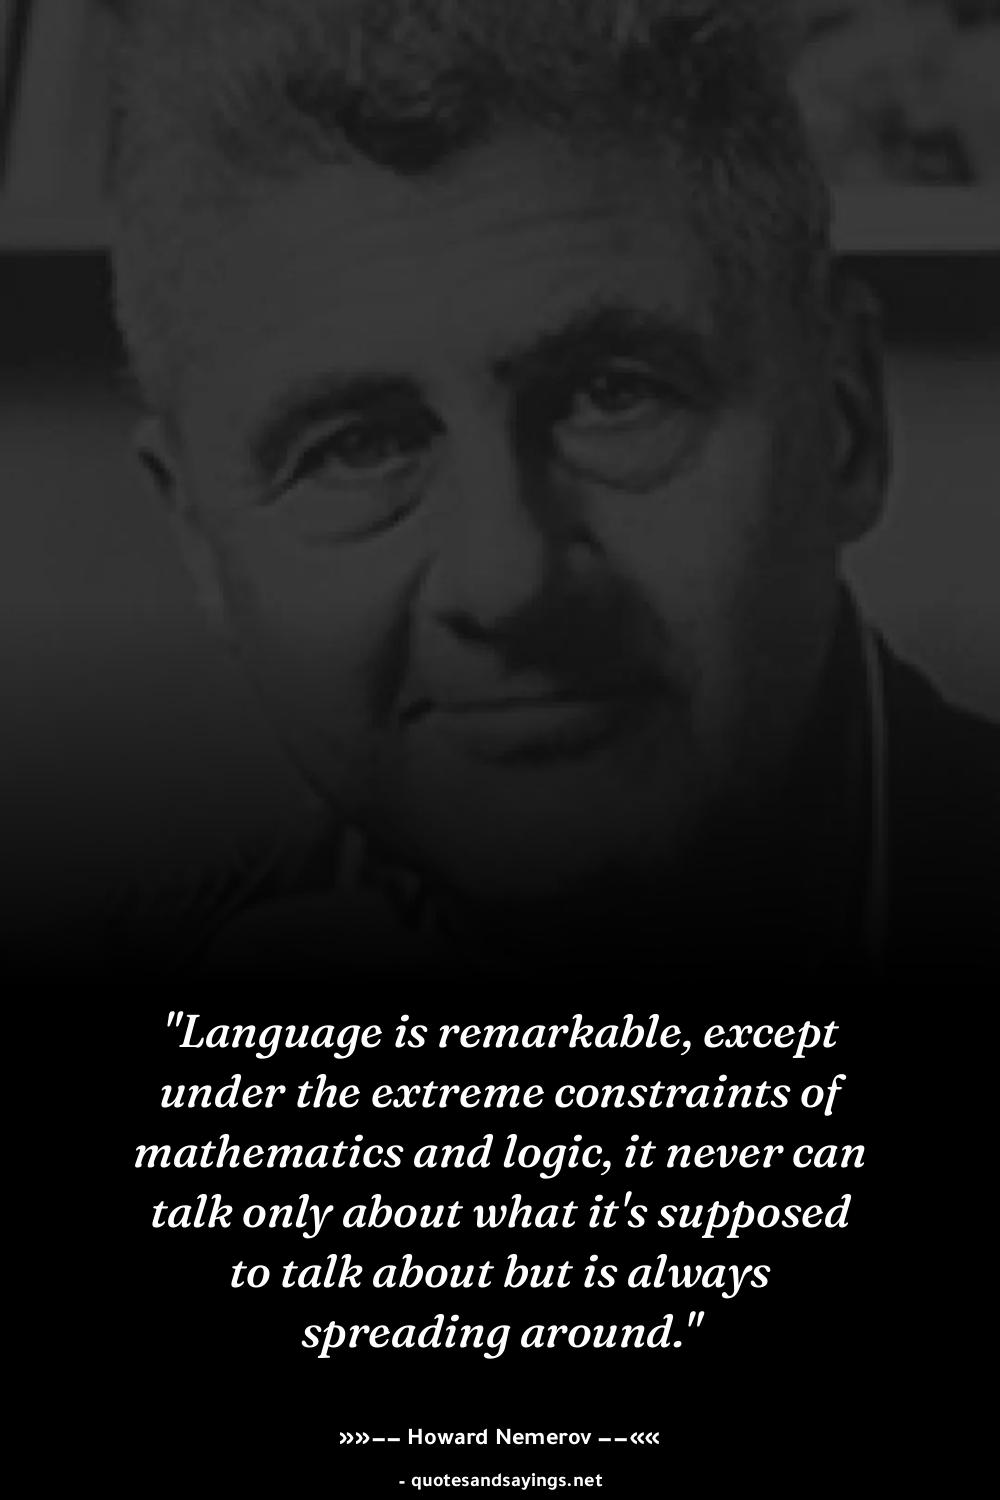 "Language is remarkable, except
under the extreme constraints of
mathematics and logic, it never can
talk only about what it's supposed
to talk about but is always
spreading around."
»»–– Howard Nemerov ––««
- quotesandsayings.net